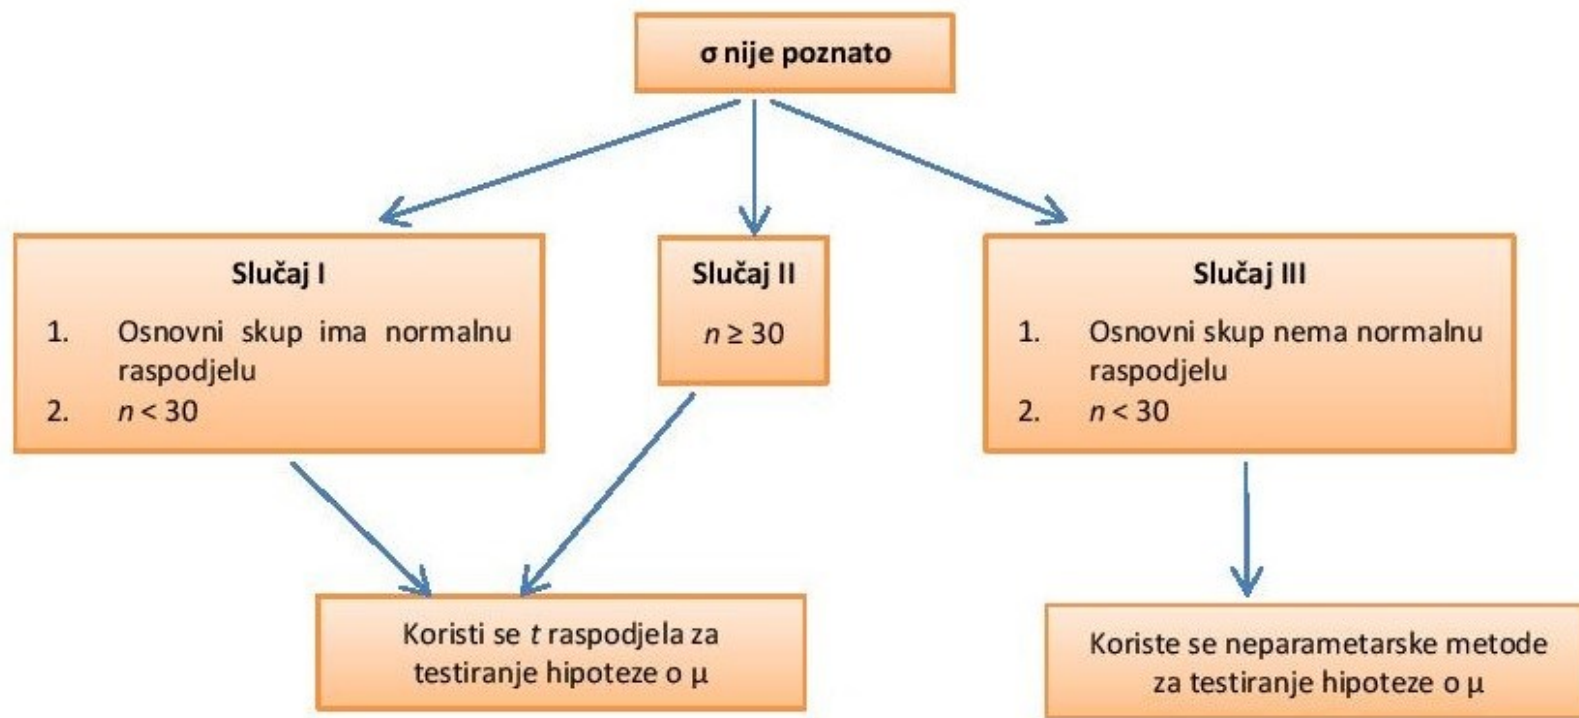 σ nije poznato
Slučaj I
1. Osnovni skup ima normalnu
raspodjelu
2. n < 30
Slučaj II
n ≥ 30
Slučaj III
1. Osnovni skup nema normalnu
raspodjelu
2. n < 30
Koristi se t raspodjela za
testiranje hipoteze o μ
Koriste se neparametarske metode
za testiranje hipoteze o μ